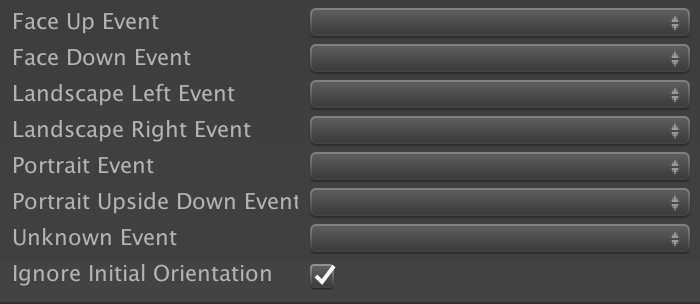 Face Up Event
Face Down Event
Landscape Left Event
Landscape Right Event
Portrait Event
Portrait Upside Down Event
Unknown Event
Ignore Initial Orientation